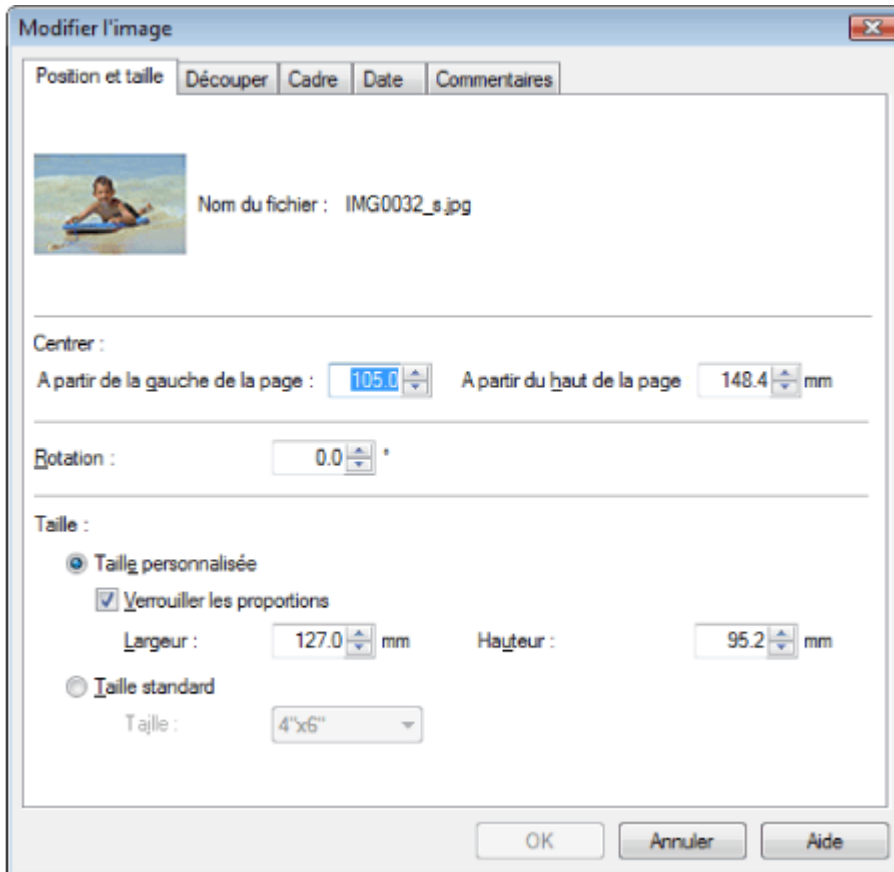 Modifier l'image
Position et taille Découper Cadre Date Commentaires
Nom du fichier : IMG0032_s.jpg
Centrer :
A partir de la gauche de la page : 105.0 A partir du haut de la page 148.4 mm
Rotation : 0.0 °
Taille :
Taille personnalisée
Verrouiller les proportions
Largeur : 127.0 mm Hauteur : 95.2 mm
Taille standard
Taille : 4"x6"
OK Annuler Aide